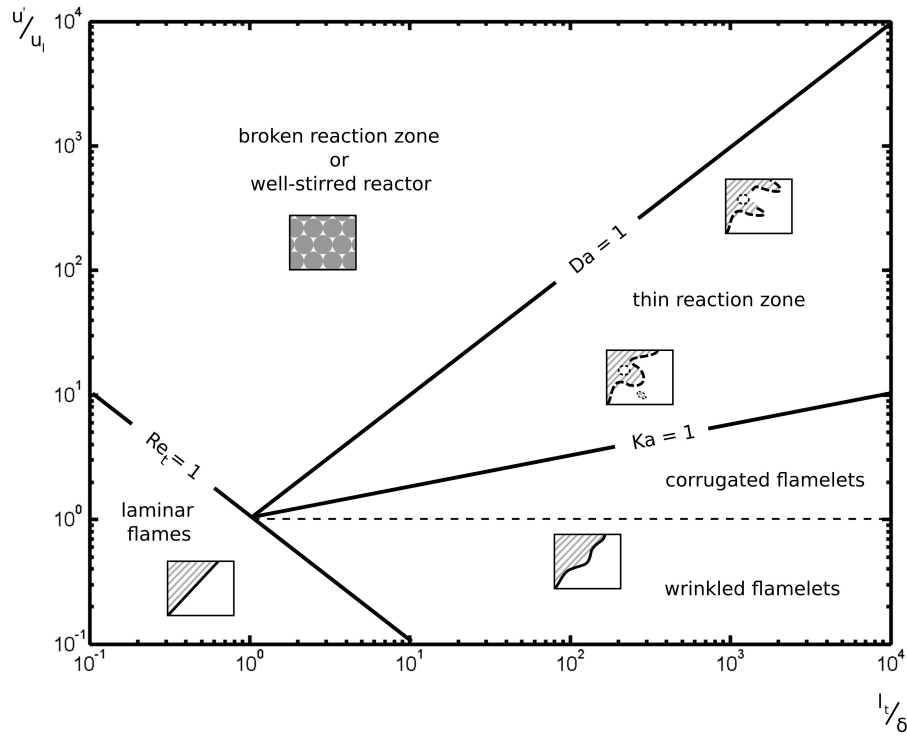 u'/u_l
10^4
10^3
10^2
10^1
10^0
10^-1
broken reaction zone
or
well-stirred reactor
Da = 1
thin reaction zone
Ka = 1
Re_t = 1
corrugated flamelets
laminar
flames
wrinkled flamelets
10^-1 10^0 10^1 10^2 10^3 10^4
l_t/δ